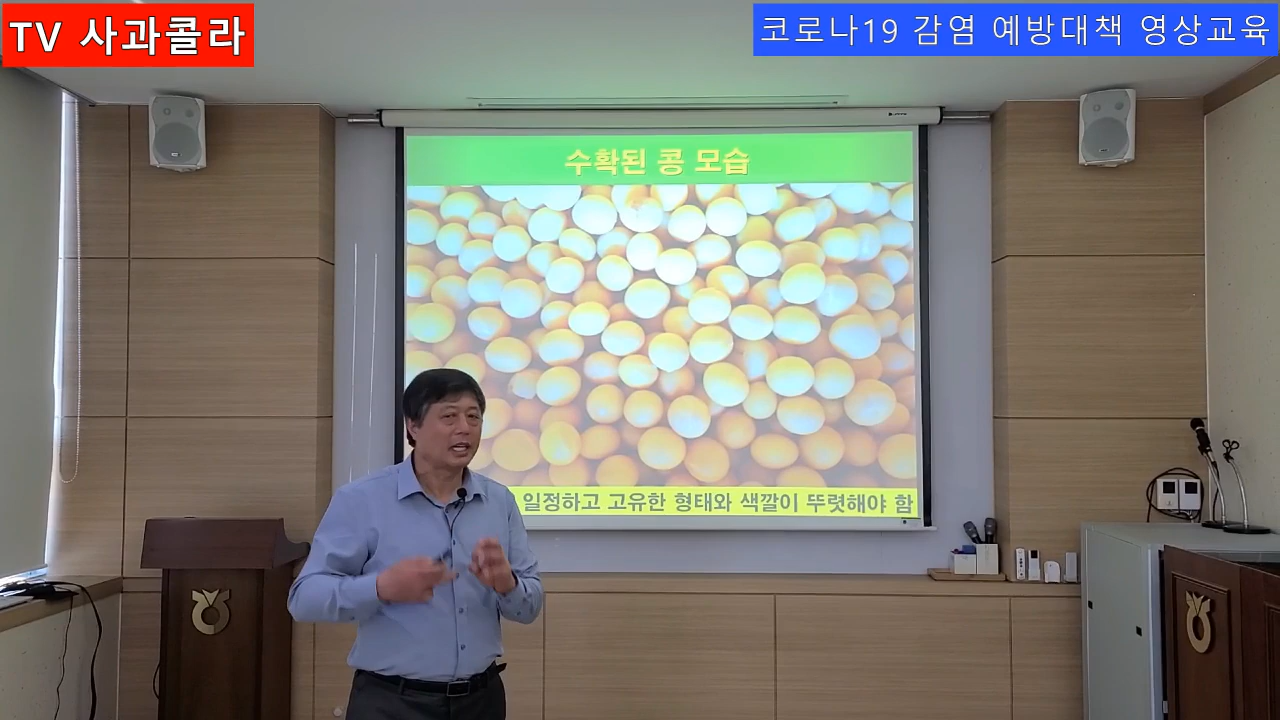 TV 사과콜라
코로나19 감염 예방대책 영상교육
수확된 콩 모습
일정하고 고유한 형태와 색깔이 뚜렷해야 함